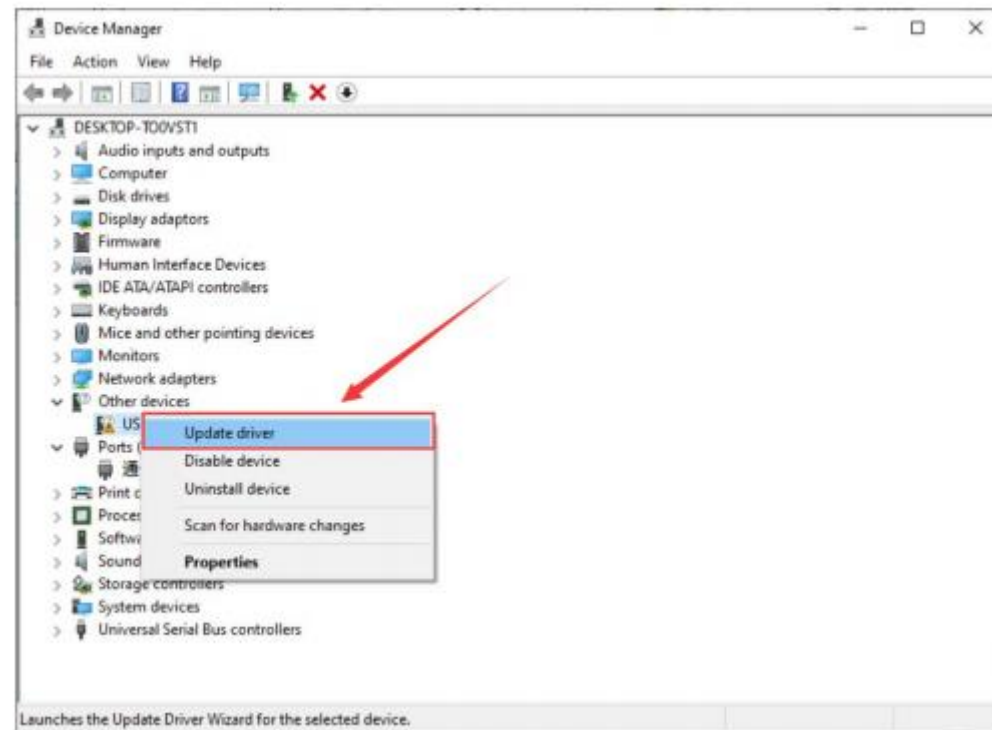 Device Manager
File Action View Help
DESKTOP-TO0VST1
Audio inputs and outputs
Computer
Disk drives
Display adaptors
Firmware
Human Interface Devices
IDE ATA/ATAPI controllers
Keyboards
Mice and other pointing devices
Monitors
Network adapters
Other devices
US
Update driver
Ports (
Disable device
通
Uninstall device
Print c
Proces
Scan for hardware changes
Softwa
Sound
Properties
Storage controllers
System devices
Universal Serial Bus controllers
Launches the Update Driver Wizard for the selected device.